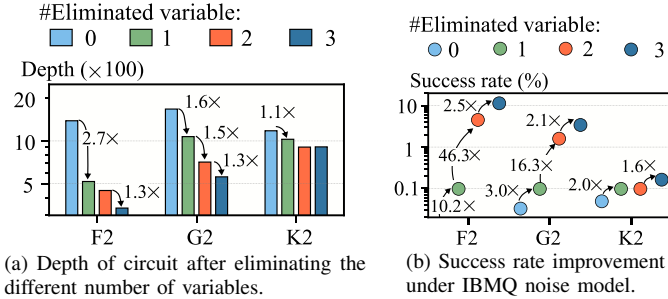 #Eliminated variable:
0 1 2 3
Depth (×100)
20
10
5
2.7×
1.3×
1.6×
1.5×
1.3×
1.1×
F2 G2 K2
(a) Depth of circuit after eliminating the
different number of variables.
#Eliminated variable:
0 1 2 3
Success rate (%)
10
1
0.1
2.5×
46.3×
10.2×
2.1×
16.3×
3.0×
1.6×
2.0×
F2 G2 K2
(b) Success rate improvement
under IBMQ noise model.